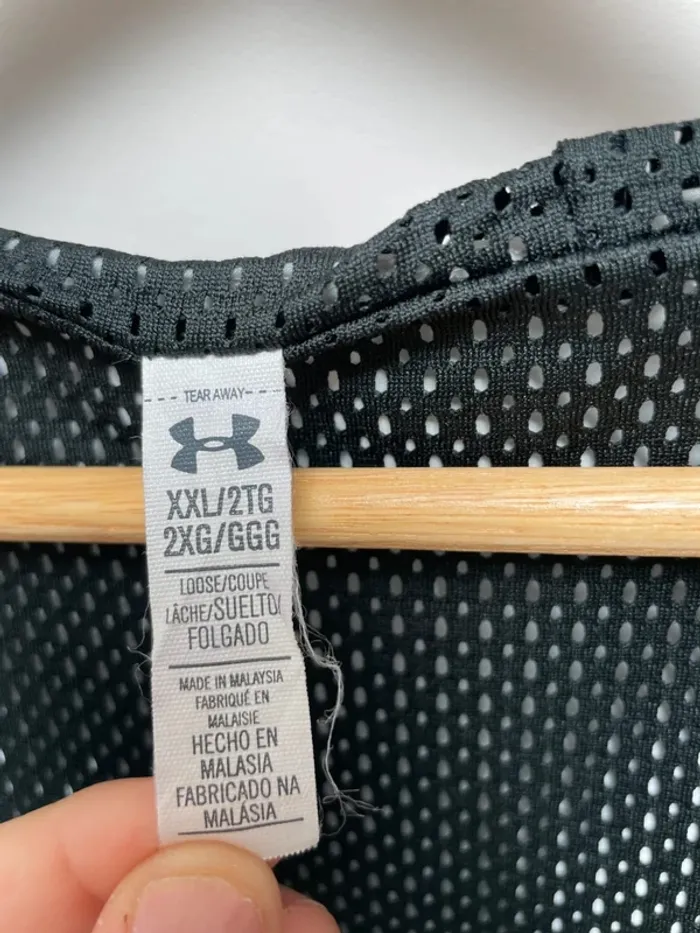 TEAR AWAY
XXL/2TG
2XG/GGG
LOOSE/COUPE
LÂCHE/SUELTO/
FOLGADO
MADE IN MALAYSIA
FABRIQUÉ EN
MALAISIE
HECHO EN
MALASIA
FABRICADO NA
MALÁSIA